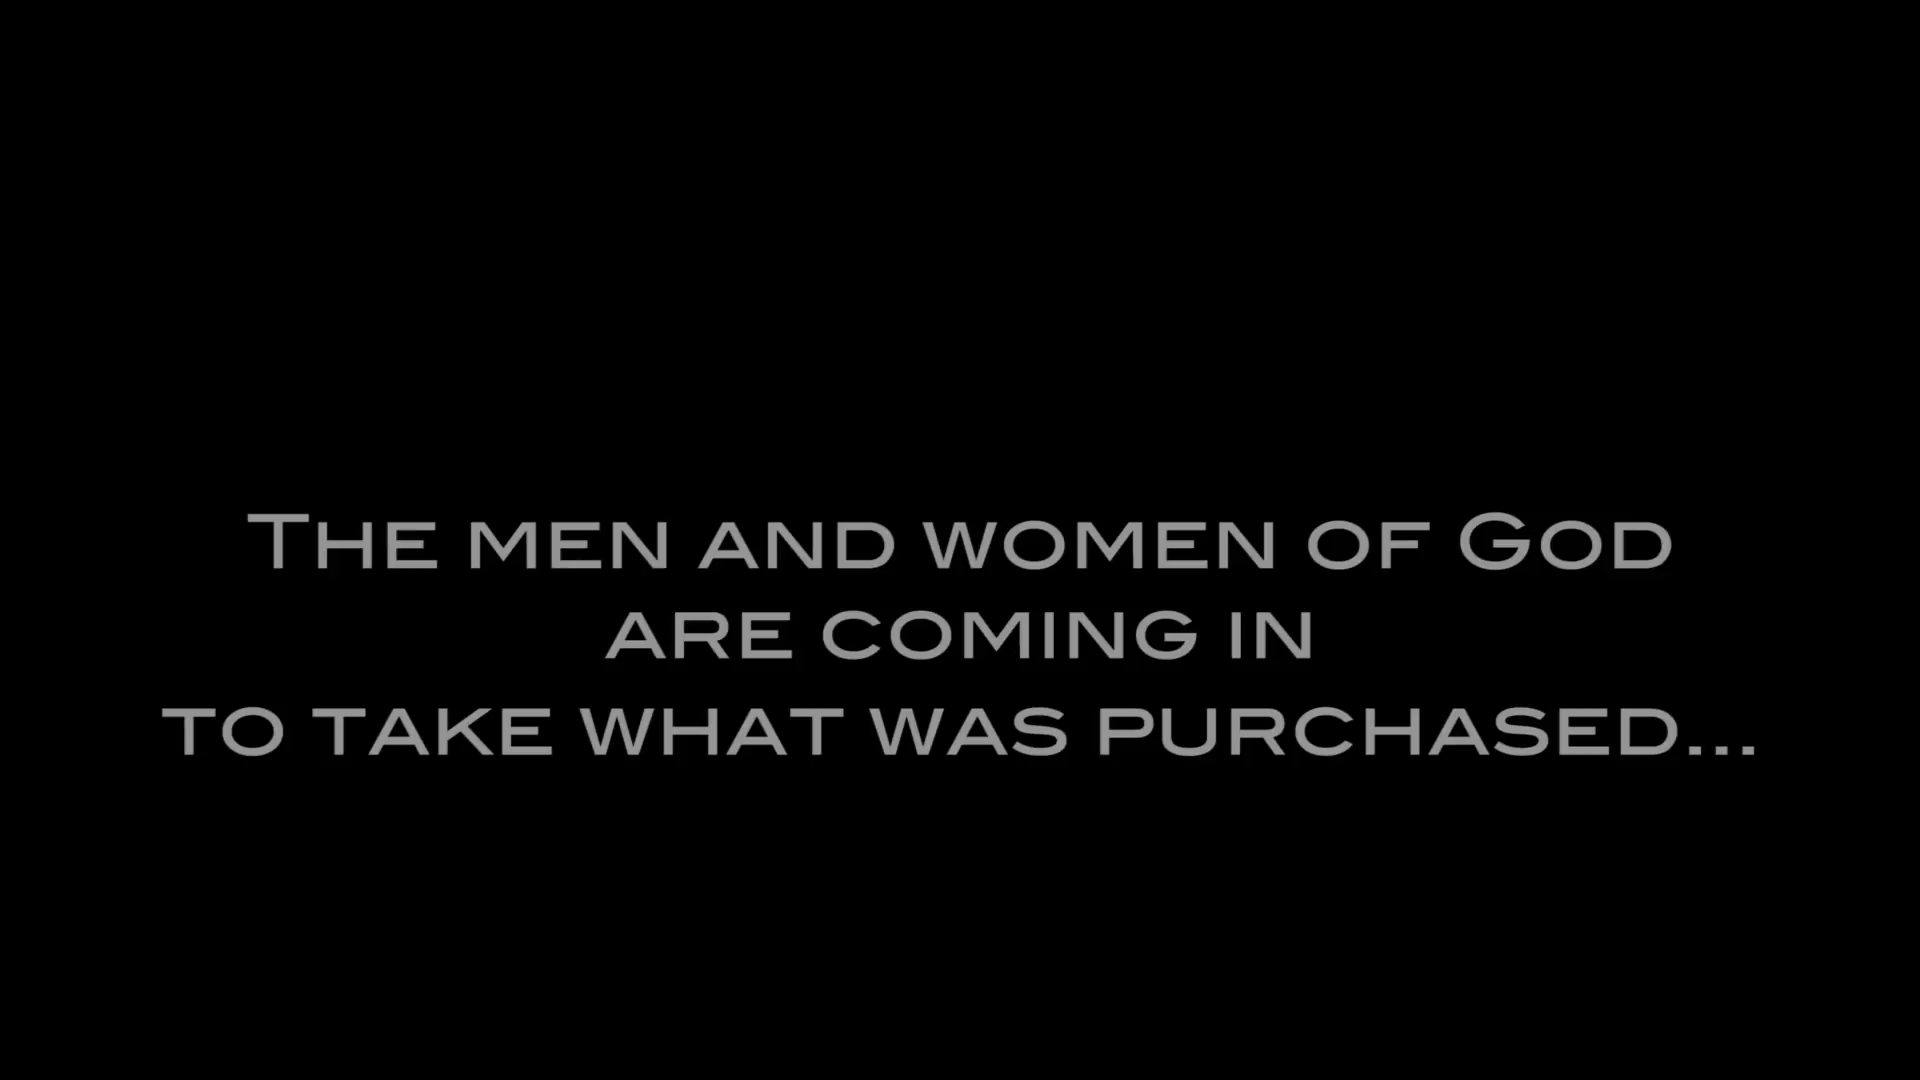 The men and women of God
are coming in
to take what was purchased...